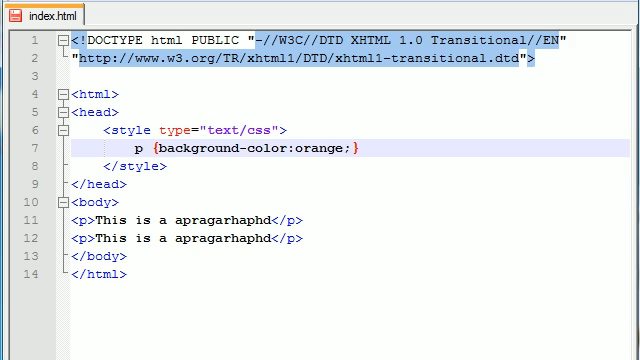 index.html
1 <!DOCTYPE html PUBLIC "-//W3C//DTD XHTML 1.0 Transitional//EN"
2 "http://www.w3.org/TR/xhtml1/DTD/xhtml1-transitional.dtd">
3
4 <html>
5 <head>
6 <style type="text/css">
7 p {background-color:orange;}
8 </style>
9 </head>
10 <body>
11 <p>This is a apragarhaphd</p>
12 <p>This is a apragarhaphd</p>
13 </body>
14 </html>